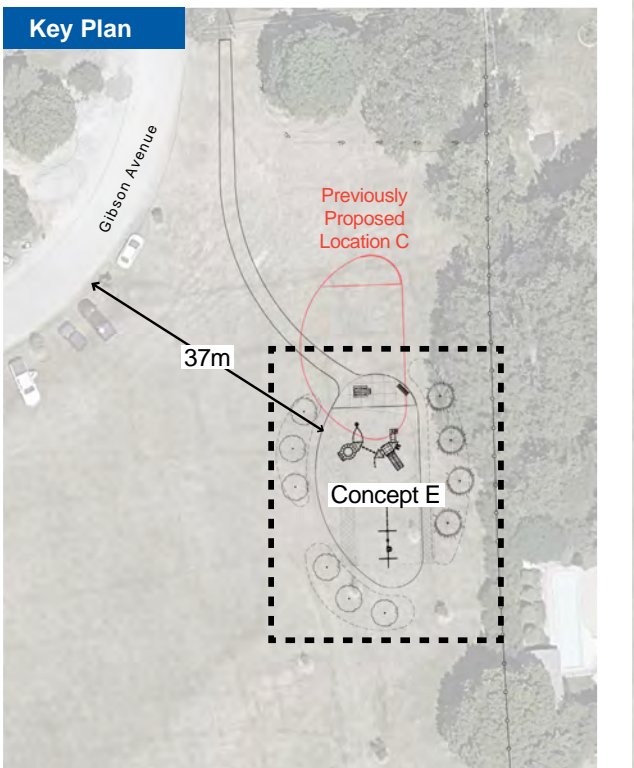 Key Plan
Gibson Avenue
Previously
Proposed
Location C
37m
Concept E